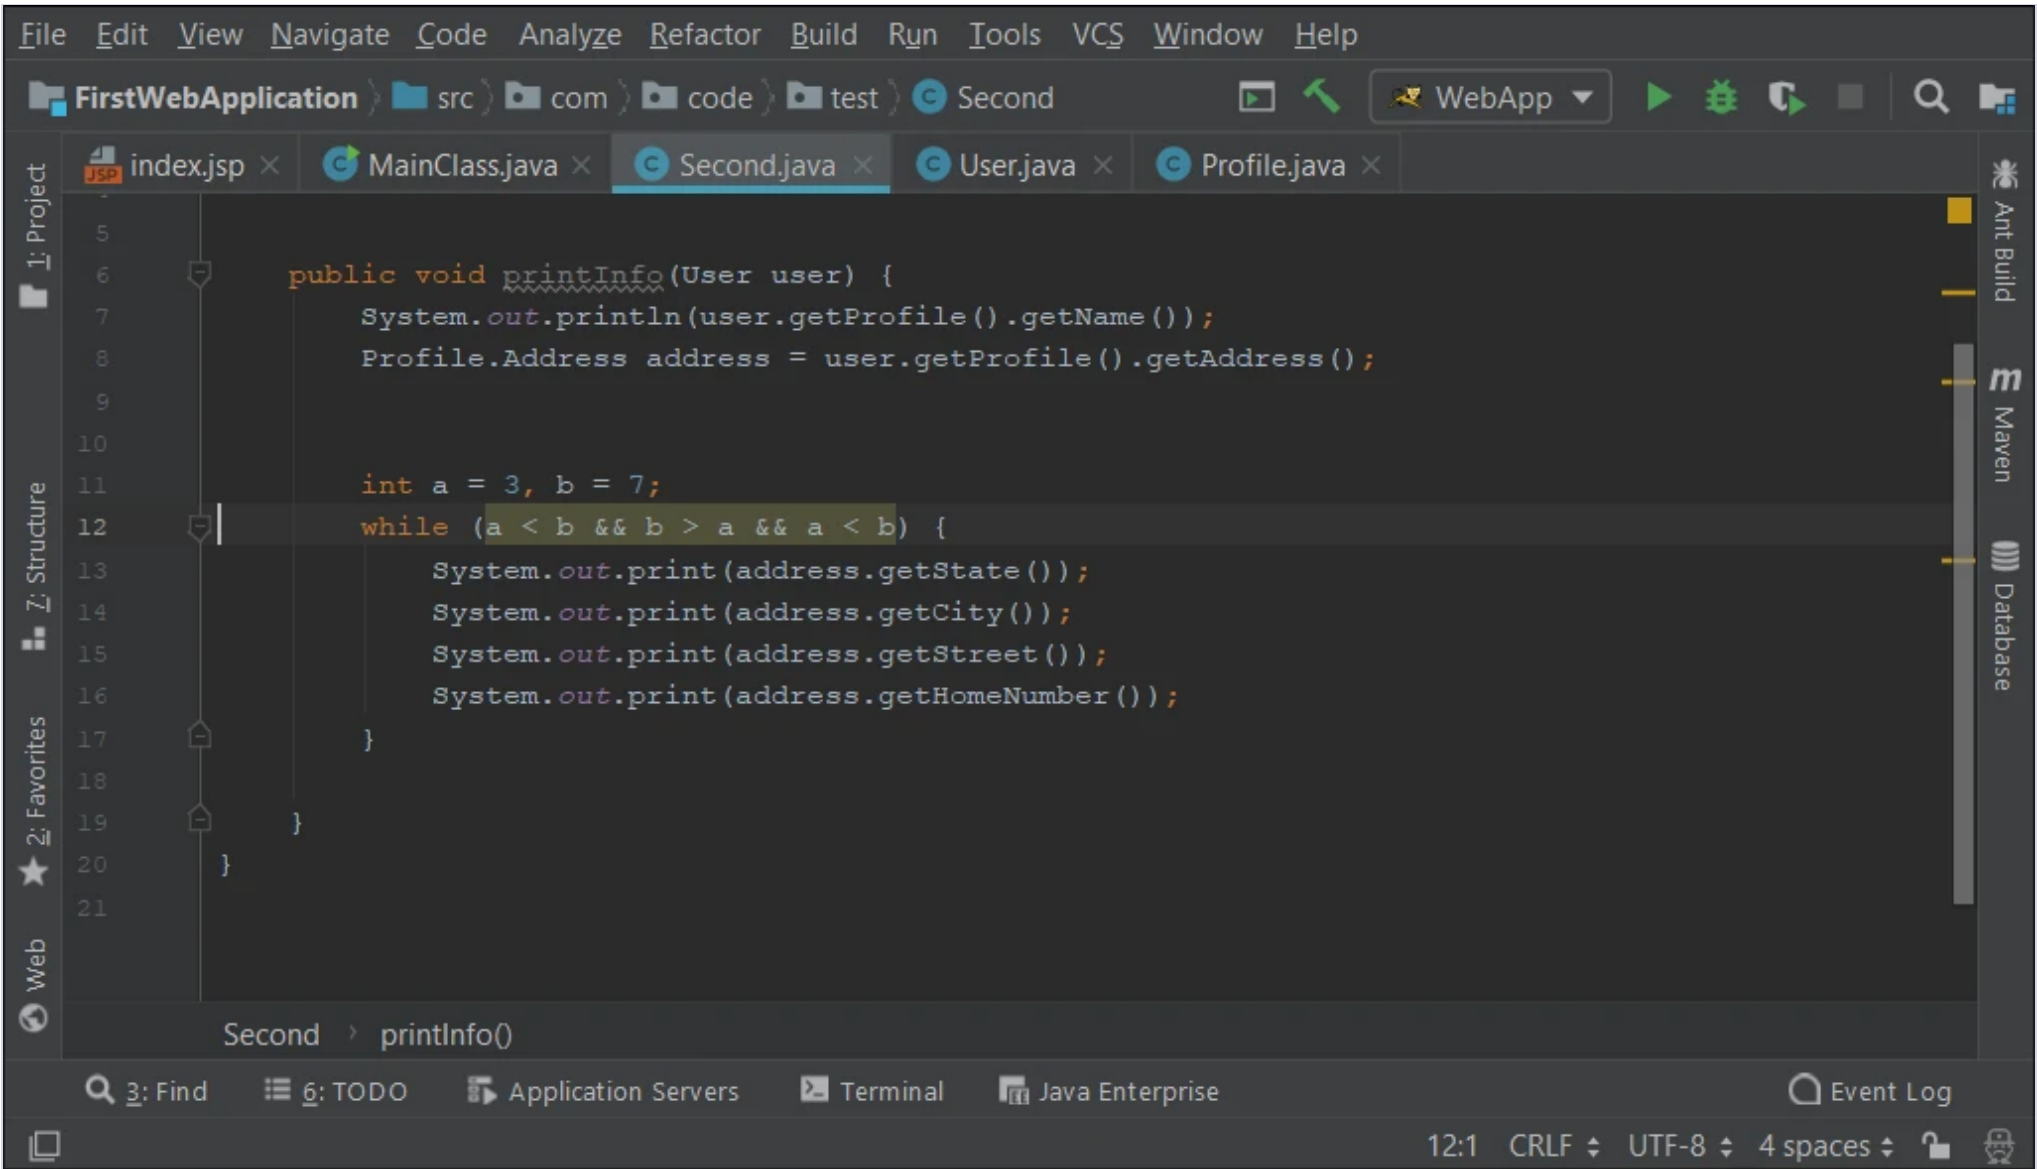 File Edit View Navigate Code Analyze Refactor Build Run Tools VCS Window Help
FirstWebApplication src com code test Second WebApp
index.jsp MainClass.java Second.java User.java Profile.java
1: Project
7: Structure
2: Favorites
Web
5
6 public void printInfo(User user) {
7 System.out.println(user.getProfile().getName());
8 Profile.Address address = user.getProfile().getAddress();
9
10
11 int a = 3, b = 7;
12 while (a < b && b > a && a < b) {
13 System.out.print(address.getState());
14 System.out.print(address.getCity());
15 System.out.print(address.getStreet());
16 System.out.print(address.getHomeNumber());
17 }
18
19 }
20 }
21
Ant Build
m Maven
Database
Second printInfo()
3: Find 6: TODO Application Servers Terminal Java Enterprise Event Log
12:1 CRLF UTF-8 4 spaces